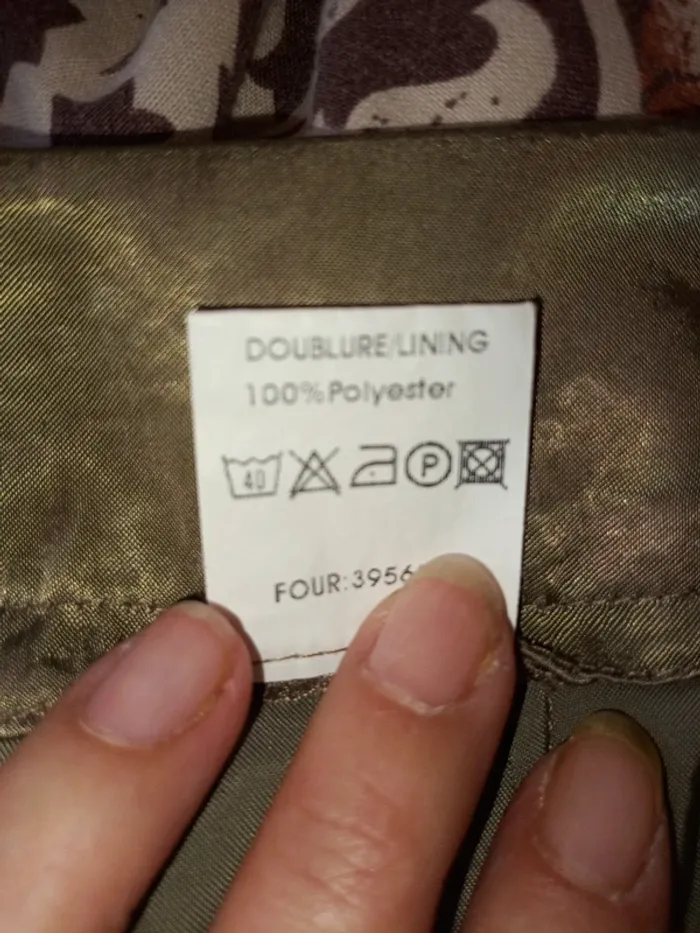 DOUBLURE/LINING
100%Polyester
40 P
FOUR:3956